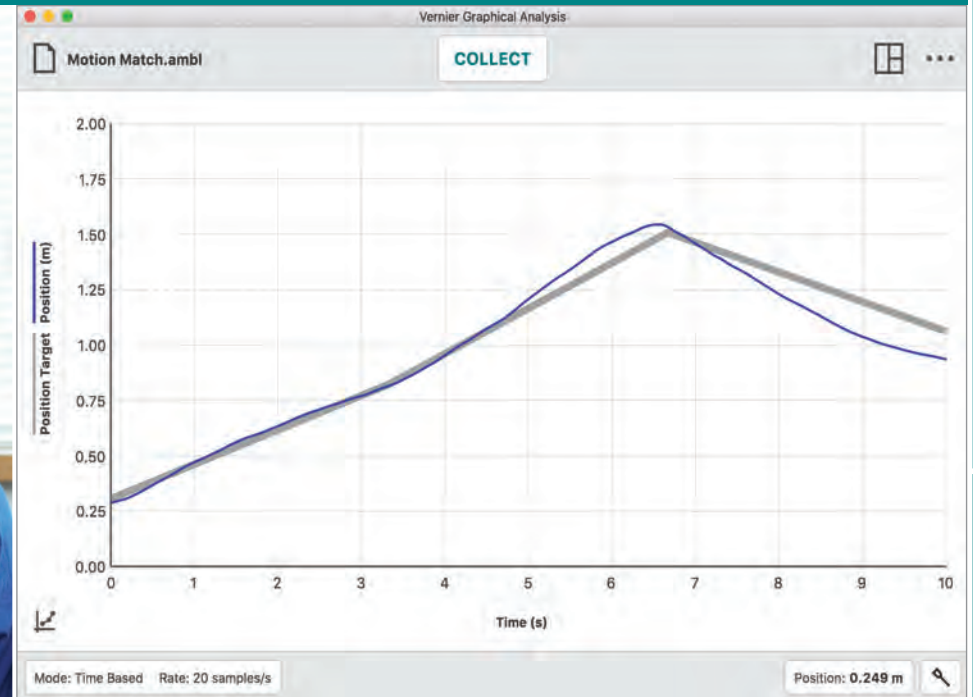 Vernier Graphical Analysis
Motion Match.ambl
COLLECT
2.00
1.75
1.50
1.25
1.00
0.75
0.50
0.25
0.00
Position Target Position (m)
0 1 2 3 4 5 6 7 8 9 10
Time (s)
Mode: Time Based Rate: 20 samples/s
Position: 0.249 m